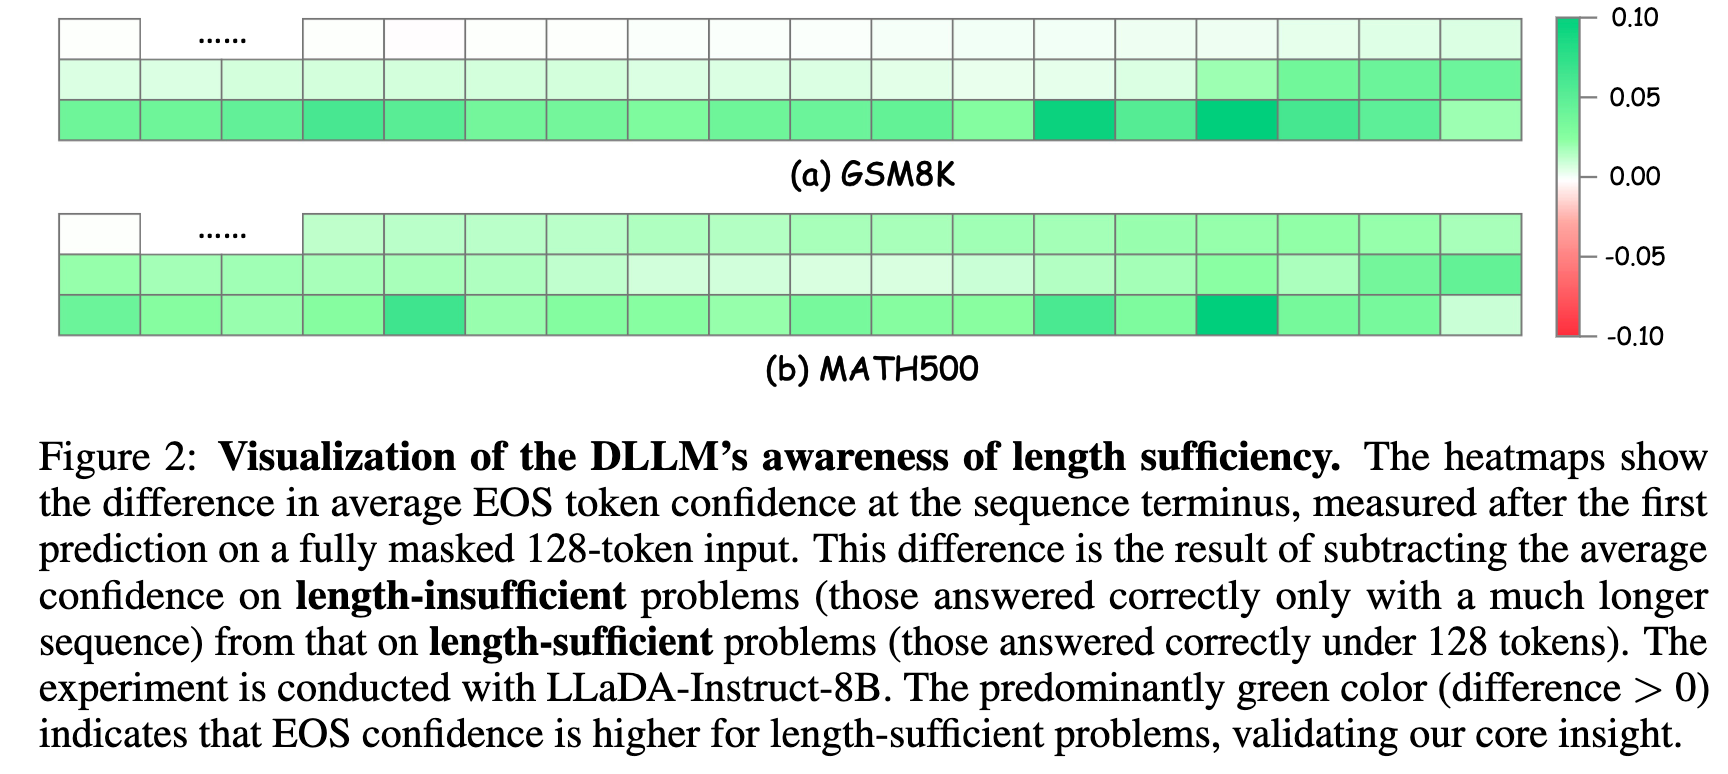 ......
0.10
0.05
(a) GSM8K
0.00
......
-0.05
-0.10
(b) MATH500
Figure 2: Visualization of the DLLM's awareness of length sufficiency. The heatmaps show
the difference in average EOS token confidence at the sequence terminus, measured after the first
prediction on a fully masked 128-token input. This difference is the result of subtracting the average
confidence on length-insufficient problems (those answered correctly only with a much longer
sequence) from that on length-sufficient problems (those answered correctly under 128 tokens). The
experiment is conducted with LLaDA-Instruct-8B. The predominantly green color (difference > 0)
indicates that EOS confidence is higher for length-sufficient problems, validating our core insight.